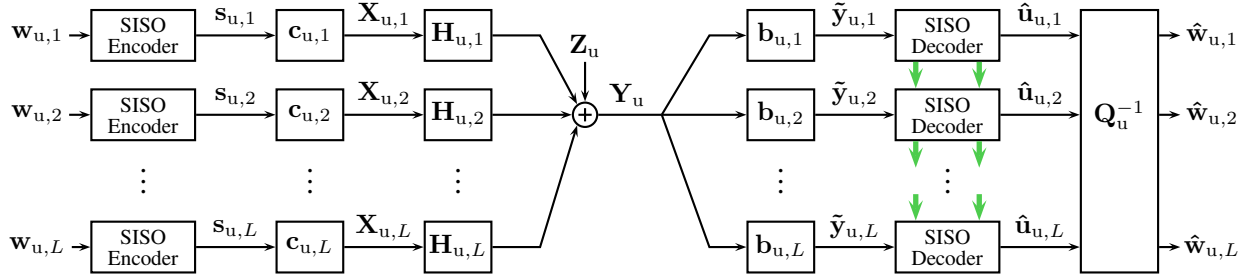 w_{u,1} SISO Encoder s_{u,1} c_{u,1} X_{u,1} H_{u,1} Z_u b_{u,1} ỹ_{u,1} SISO Decoder û_{u,1} ŵ_{u,1}
w_{u,2} SISO Encoder s_{u,2} c_{u,2} X_{u,2} H_{u,2} + Y_u b_{u,2} ỹ_{u,2} SISO Decoder û_{u,2} Q_u^{-1} ŵ_{u,2}
⋮ ⋮ ⋮ ⋮ ⋮
w_{u,L} SISO Encoder s_{u,L} c_{u,L} X_{u,L} H_{u,L} b_{u,L} ỹ_{u,L} SISO Decoder û_{u,L} ŵ_{u,L}